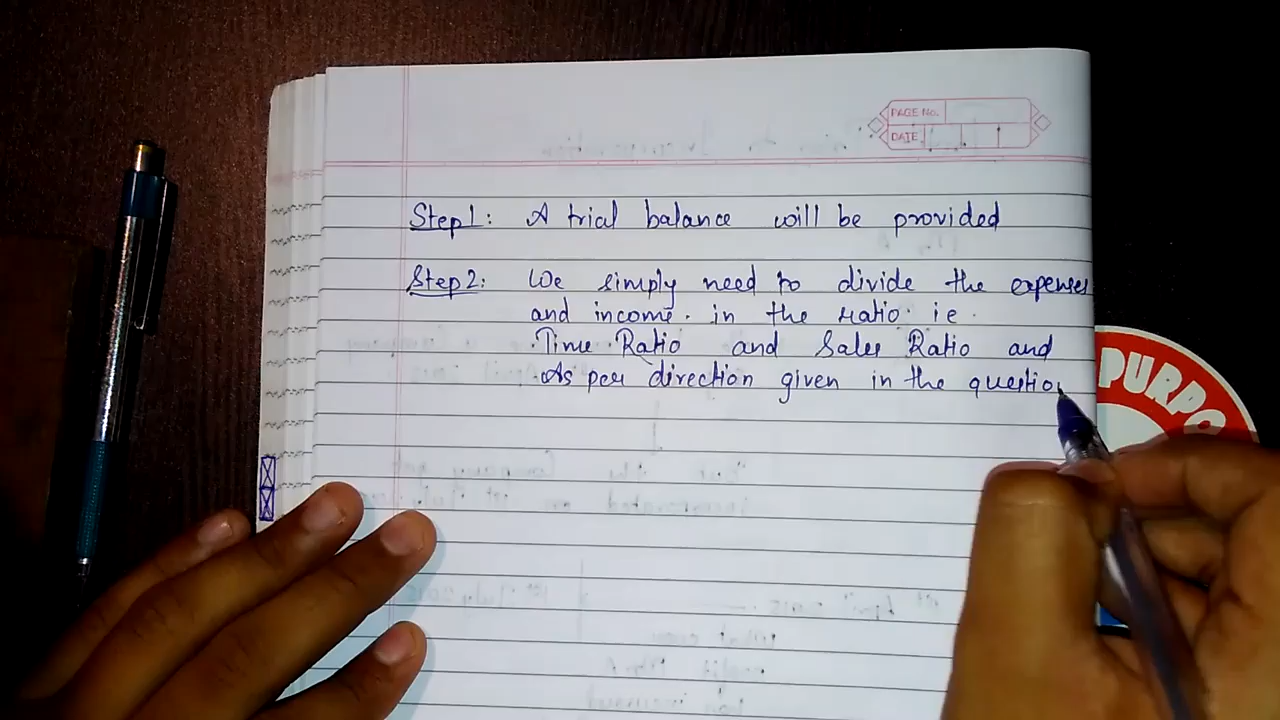 PAGE No.
DATE
Step 1: A trial balance will be provided
Step 2: We simply need to divide the expenses
and income. in the ratio. ie.
.Time Ratio and Sales Ratio and
.As per direction given in the questio
PURPO